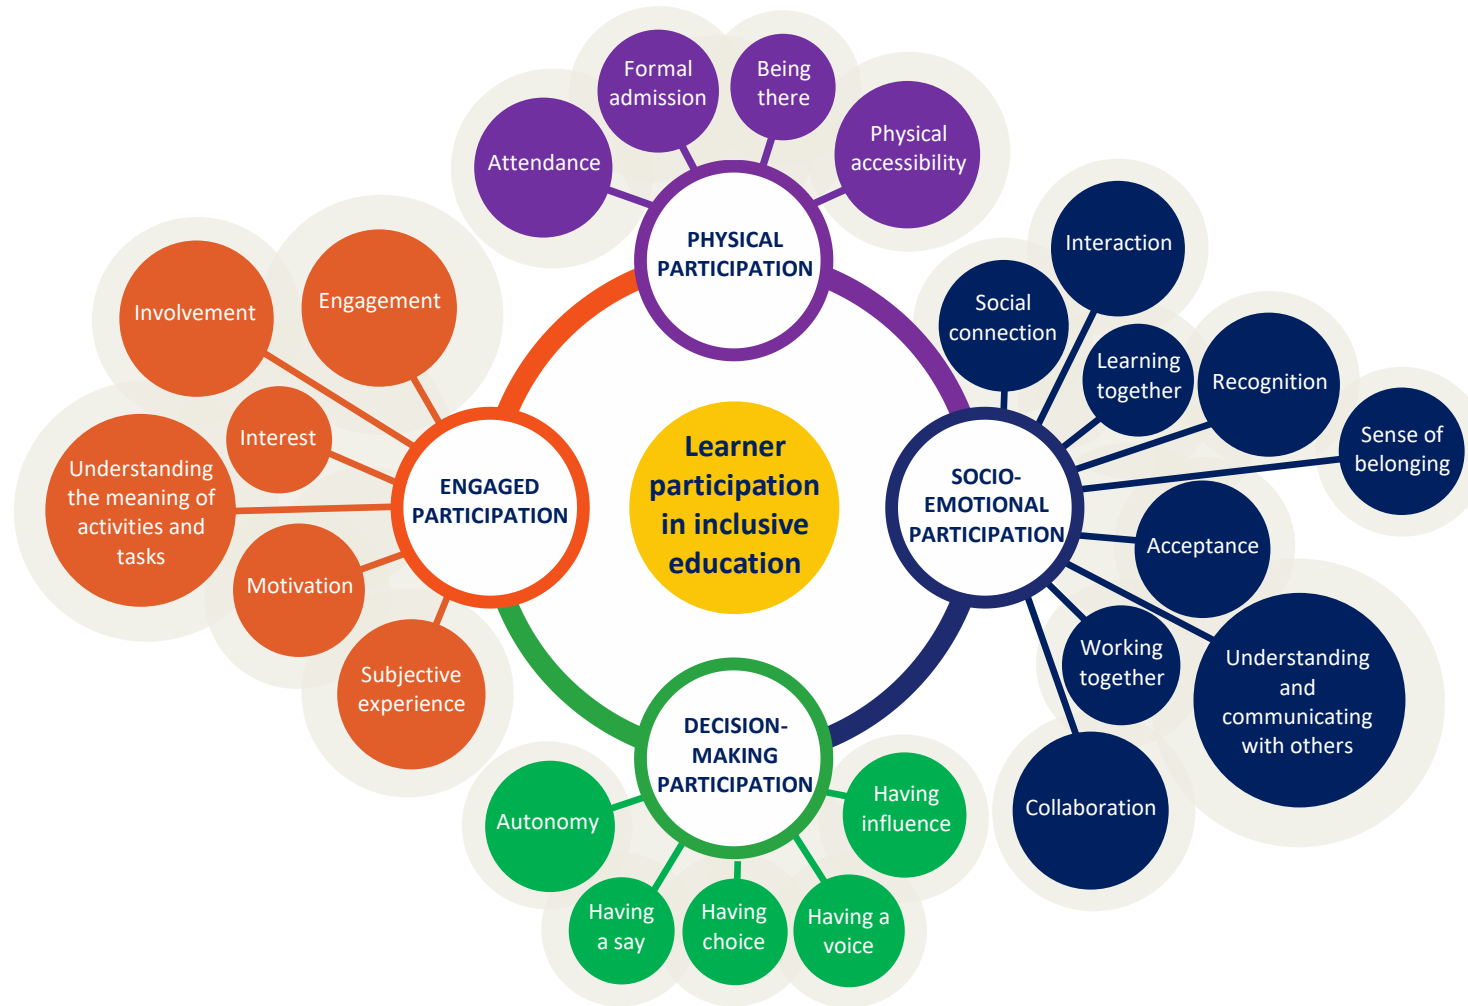 Formal
admission
Being
there
Attendance
Physical
accessibility
PHYSICAL
PARTICIPATION
Interaction
Social
connection
Learning
together
Recognition
Sense of
belonging
SOCIO-
EMOTIONAL
PARTICIPATION
Acceptance
Working
together
Understanding
and
communicating
with others
Collaboration
Learner
participation
in inclusive
education
Engagement
Involvement
Interest
Understanding
the meaning of
activities and
tasks
ENGAGED
PARTICIPATION
Motivation
Subjective
experience
DECISION-
MAKING
PARTICIPATION
Autonomy
Having
a say
Having
choice
Having a
voice
Having
influence